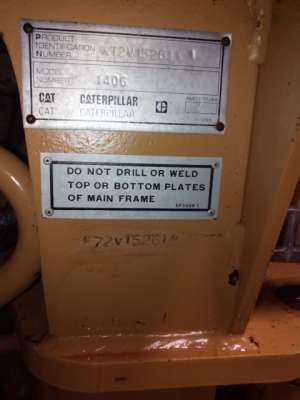 PRODUCT
IDENTIFICATION
NUMBER *72V15261*
MODEL
NUMBER 140G
CAT CATERPILLAR
CAT CATERPILLAR
DO NOT DRILL OR WELD
TOP OR BOTTOM PLATES
OF MAIN FRAME
*72V15261*